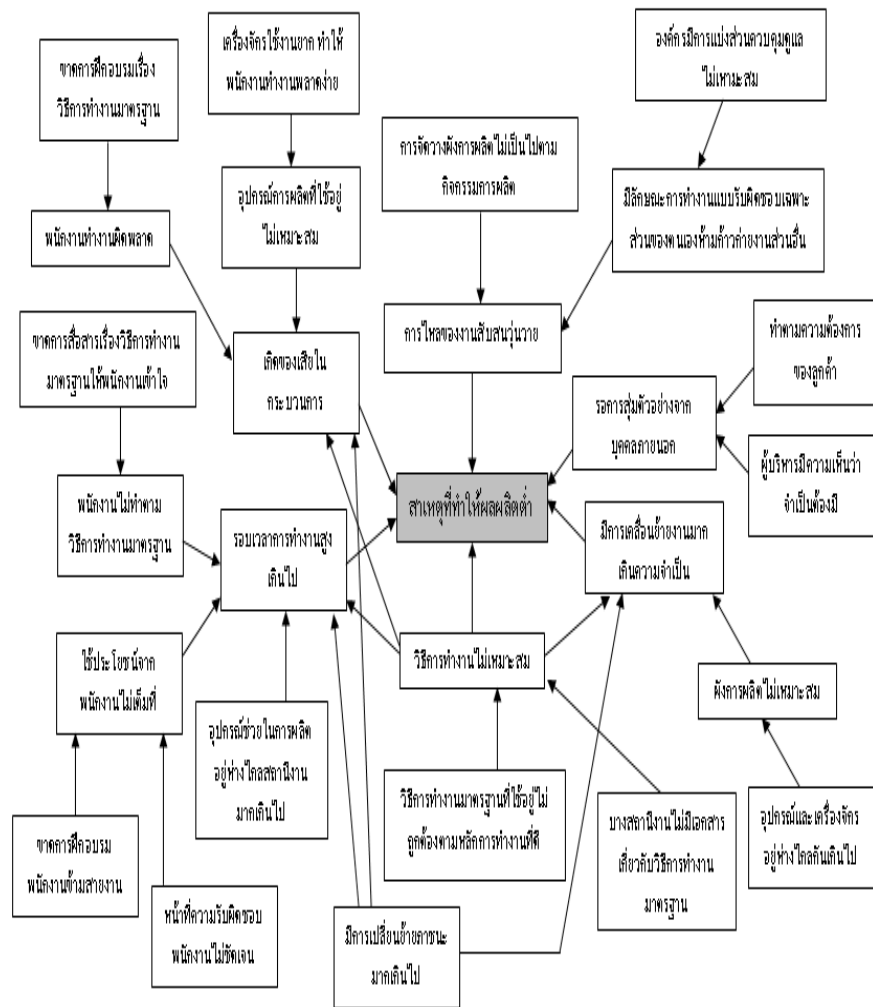 ขาดการฝึกอบรมเรื่อง
วิธีการทำงานมาตรฐาน
เครื่องจักรใช้งานยาก ทำให้
พนักงานทำงานพลาดง่าย
องค์กรมีการแบ่งส่วนควบคุมดูแล
ไม่เหามะสม
การจัดวางผังการผลิตไม่เป็นไปตาม
กิจกรรมการผลิต
อุปกรณ์การผลิตที่ใช้อยู่
ไม่เหมาะสม
มีลักษณะการทำงานแบบรับผิดชอบเฉพาะ
ส่วนของตนเองห้ามก้าวก่ายงานส่วนอื่น
พนักงานทำงานผิดพลาด
ขาดการสื่อสารเรื่องวิธีการทำงาน
มาตรฐานให้พนักงานเข้าใจ
เกิดของเสียใน
กระบวนการ
การไหลของงานสับสนวุ่นวาย
ทำตามความต้องการ
ของลูกค้า
รอการสุ่มตัวอย่างจาก
บุคคลภายนอก
ผู้บริหารมีความเห็นว่า
จำเป็นต้องมี
พนักงานไม่ทำตาม
วิธีการทำงานมาตรฐาน
สาเหตุที่ทำให้ผลผลิตต่ำ
รอบเวลาการทำงานสูง
เกินไป
มีการเคลื่อนย้ายงานมาก
เกินความจำเป็น
ใช้ประโยชน์จาก
พนักงานไม่เต็มที่
วิธีการทำงานไม่เหมาะสม
ผังการผลิตไม่เหมาะสม
อุปกรณ์ช่วยในการผลิต
อยู่ห่างไกลสถานีงาน
มากเกินไป
วิธีการทำงานมาตรฐานที่ใช้อยู่ไม่
ถูกต้องตามหลักการทำงานที่ดี
บางสถานีงานไม่มีเอกสาร
เกี่ยวกับวิธีการทำงาน
มาตรฐาน
อุปกรณ์และเครื่องจักร
อยู่ห่างไกลกันเกินไป
ขาดการฝึกอบรม
พนักงานข้ามสายงาน
หน้าที่ความรับผิดชอบ
พนักงานไม่ชัดเจน
มีการเปลี่ยนย้ายภาชนะ
มากเกินไป